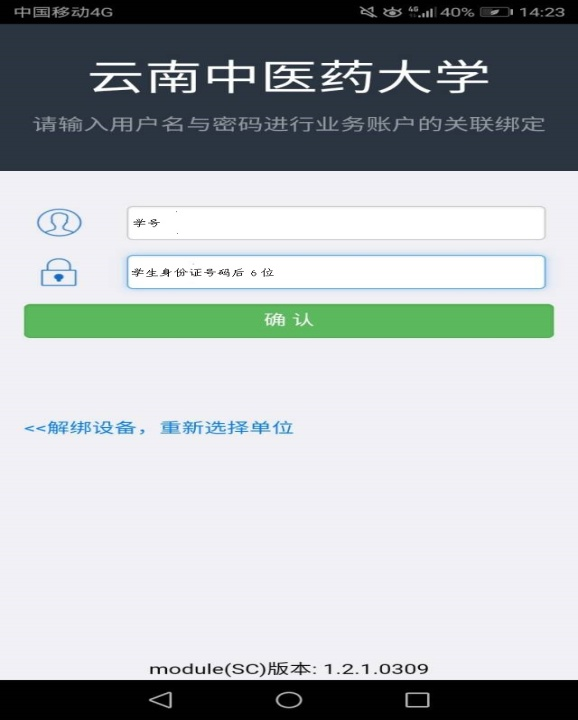 中国移动4G 4G 40% 14:23
云南中医药大学
请输入用户名与密码进行业务账户的关联绑定
学号
学生身份证号码后 6 位
确 认
<<解绑设备，重新选择单位
module(SC)版本: 1.2.1.0309